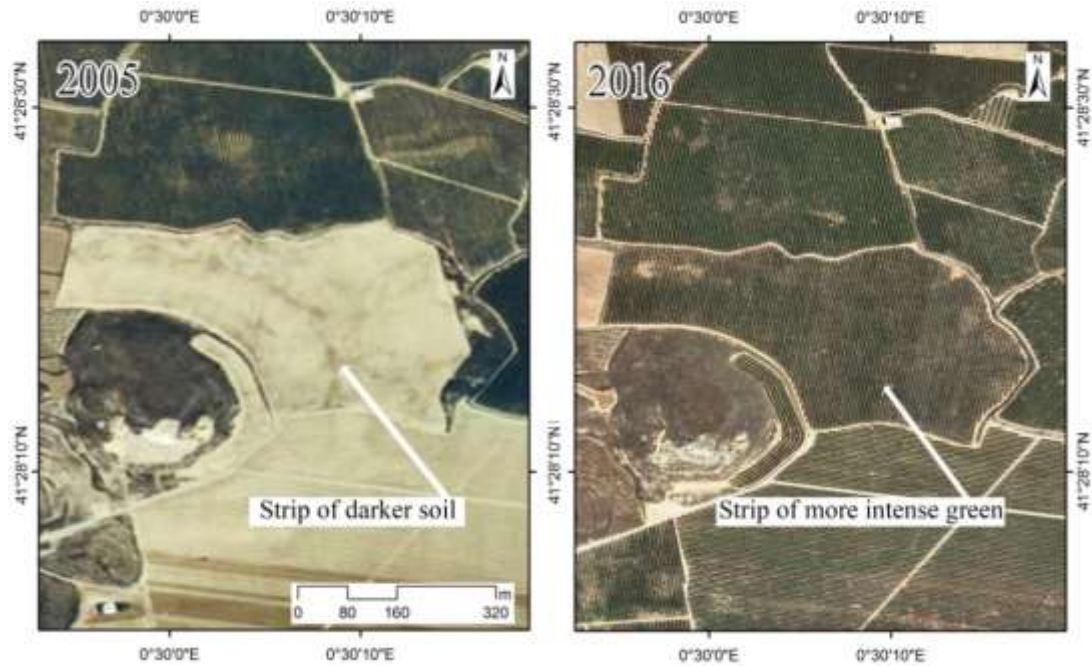 0°30'0"E
0°30'10"E
0°30'0"E
0°30'10"E
2005
N
2016
N
41°28'30"N
41°28'30"N
41°28'10"N
41°28'10"N
Strip of darker soil
Strip of more intense green
m
0 80 160 320
0°30'0"E
0°30'10"E
0°30'0"E
0°30'10"E